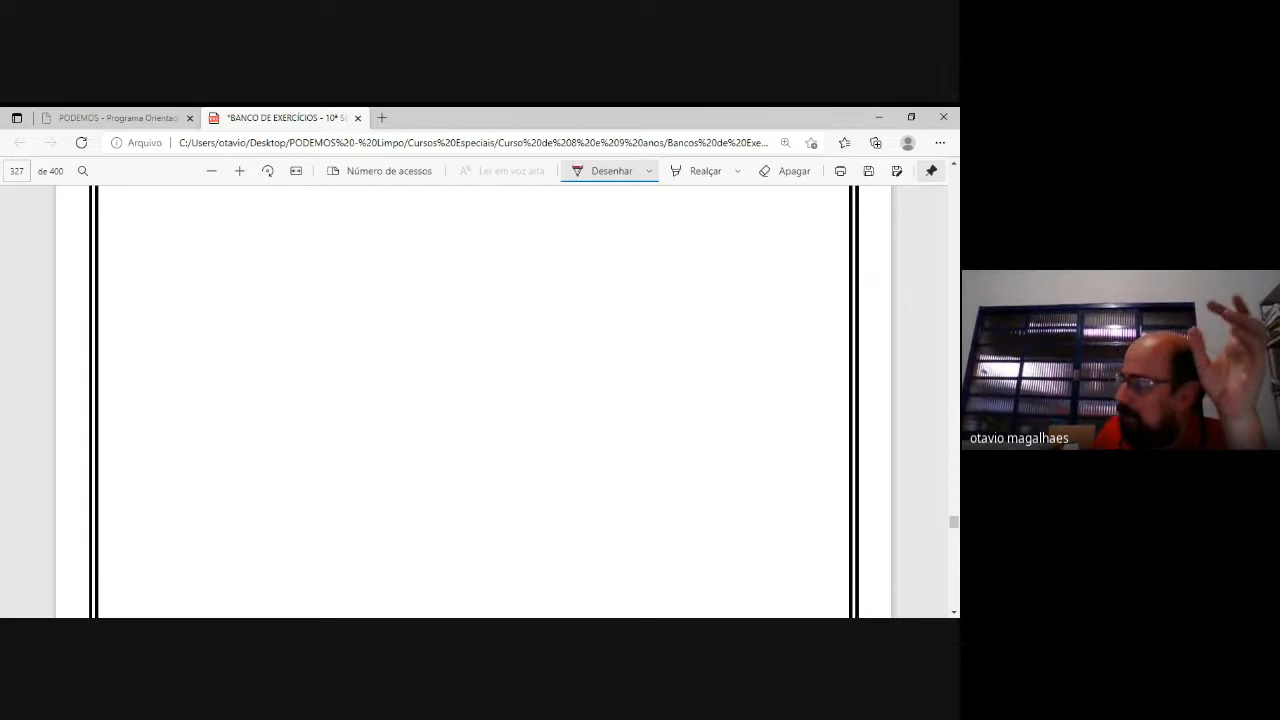 PODEMOS - Programa Orientac
*BANCO DE EXERCÍCIOS - 10ª S
Arquivo
C:/Users/otavio/Desktop/PODEMOS%20-%20Limpo/Cursos%20Especiais/Curso%20de%208%20e%209%20anos/Bancos%20de%20Exe...
327
de 400
Número de acessos
Ler em voz alta
Desenhar
Realçar
Apagar
otavio magalhaes